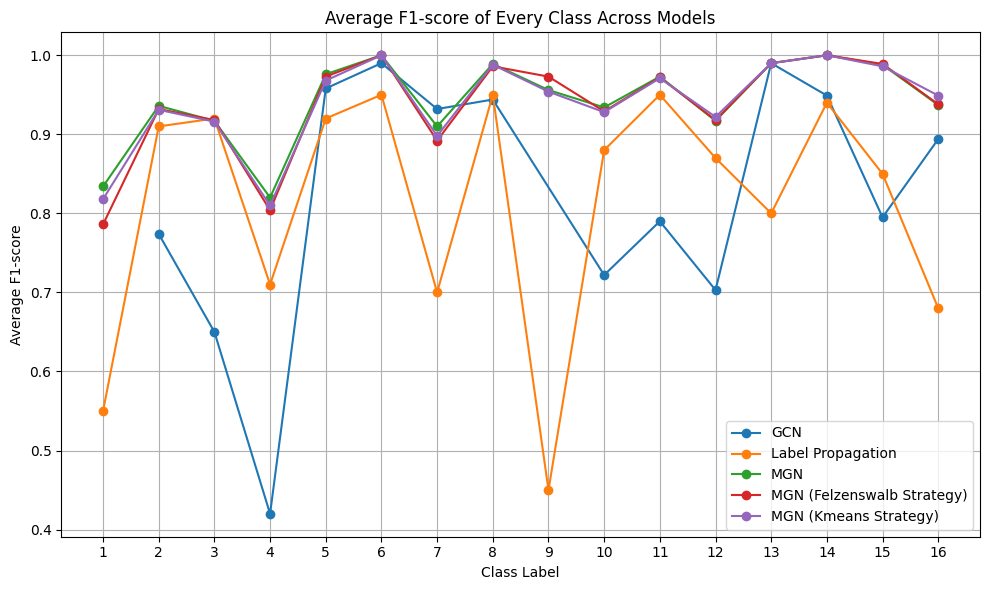 Average F1-score of Every Class Across Models
Average F1-score
1.0
0.9
0.8
0.7
0.6
0.5
0.4
GCN
Label Propagation
MGN
MGN (Felzenswalb Strategy)
MGN (Kmeans Strategy)
1 2 3 4 5 6 7 8 9 10 11 12 13 14 15 16
Class Label